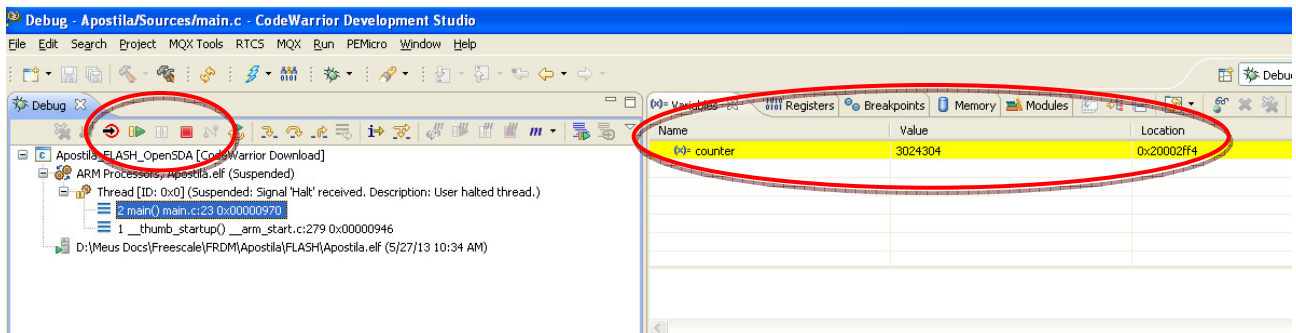 Debug - Apostila/Sources/main.c - CodeWarrior Development Studio
File Edit Search Project MQX Tools RTCS MQX Run PEMicro Window Help
Debug
Debug
m
(x)= Variables Registers Breakpoints Memory Modules
Name Value Location
(x)= counter 3024304 0x20002ff4
Apostila_FLASH_OpenSDA [CodeWarrior Download]
ARM Processors, Apostila.elf (Suspended)
Thread [ID: 0x0] (Suspended: Signal 'Halt' received. Description: User halted thread.)
2 main() main.c:23 0x00000970
1 __thumb_startup() __arm_start.c:279 0x00000946
D:\Meus Docs\Freescale\FRDM\Apostila\FLASH\Apostila.elf (5/27/13 10:34 AM)